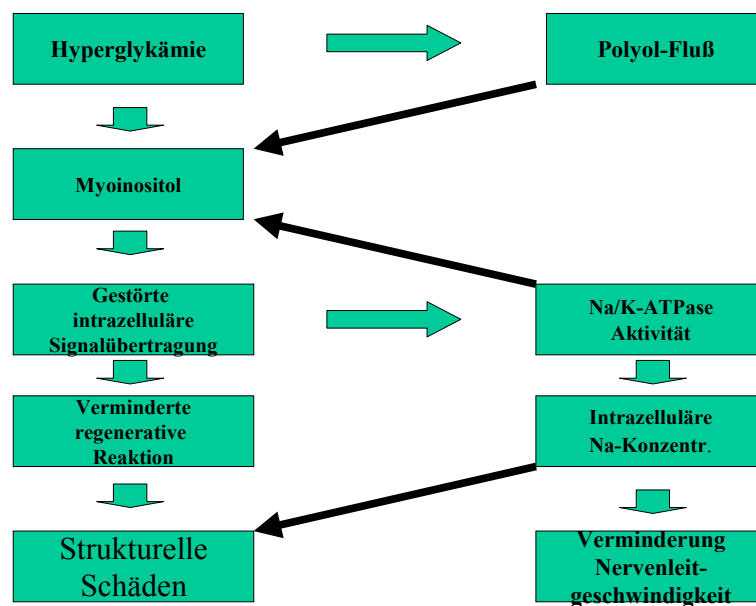 Hyperglykämie
Polyol-Fluß
Myoinositol
Gestörte
intrazelluläre
Signalübertragung
Na/K-ATPase
Aktivität
Verminderte
regenerative
Reaktion
Intrazelluläre
Na-Konzentr.
Strukturelle
Schäden
Verminderung
Nervenleit-
geschwindigkeit